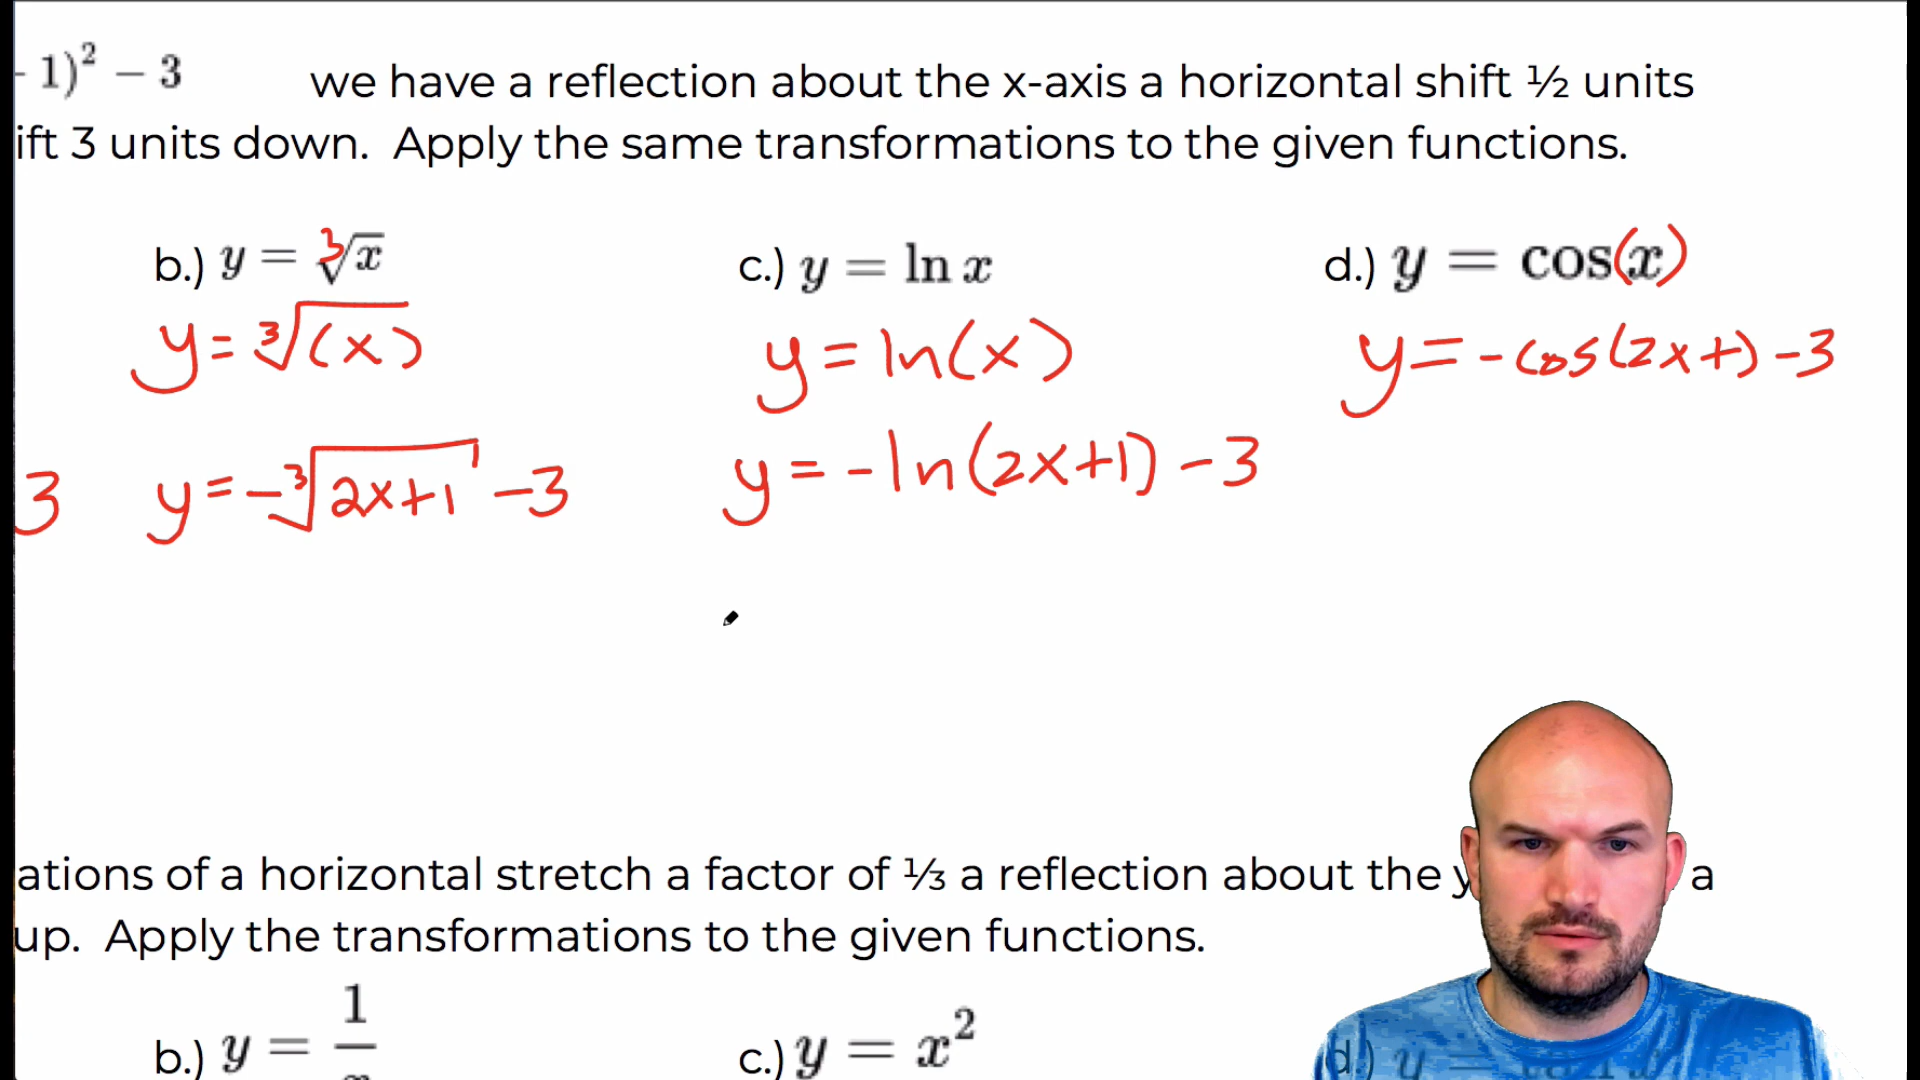 - 1)² − 3 we have a reflection about the x-axis a horizontal shift ½ units
ift 3 units down. Apply the same transformations to the given functions.
b.) y = ∛x c.) y = ln x d.) y = cos(x)
y = ∛(x) y = ln(x) y = -cos(2x+) -3
3 y = -∛2x+1 -3 y = -ln(2x+1) -3
ations of a horizontal stretch a factor of ⅓ a reflection about the y a
up. Apply the transformations to the given functions.
b.) y = 1/ c.) y = x² d.) y =